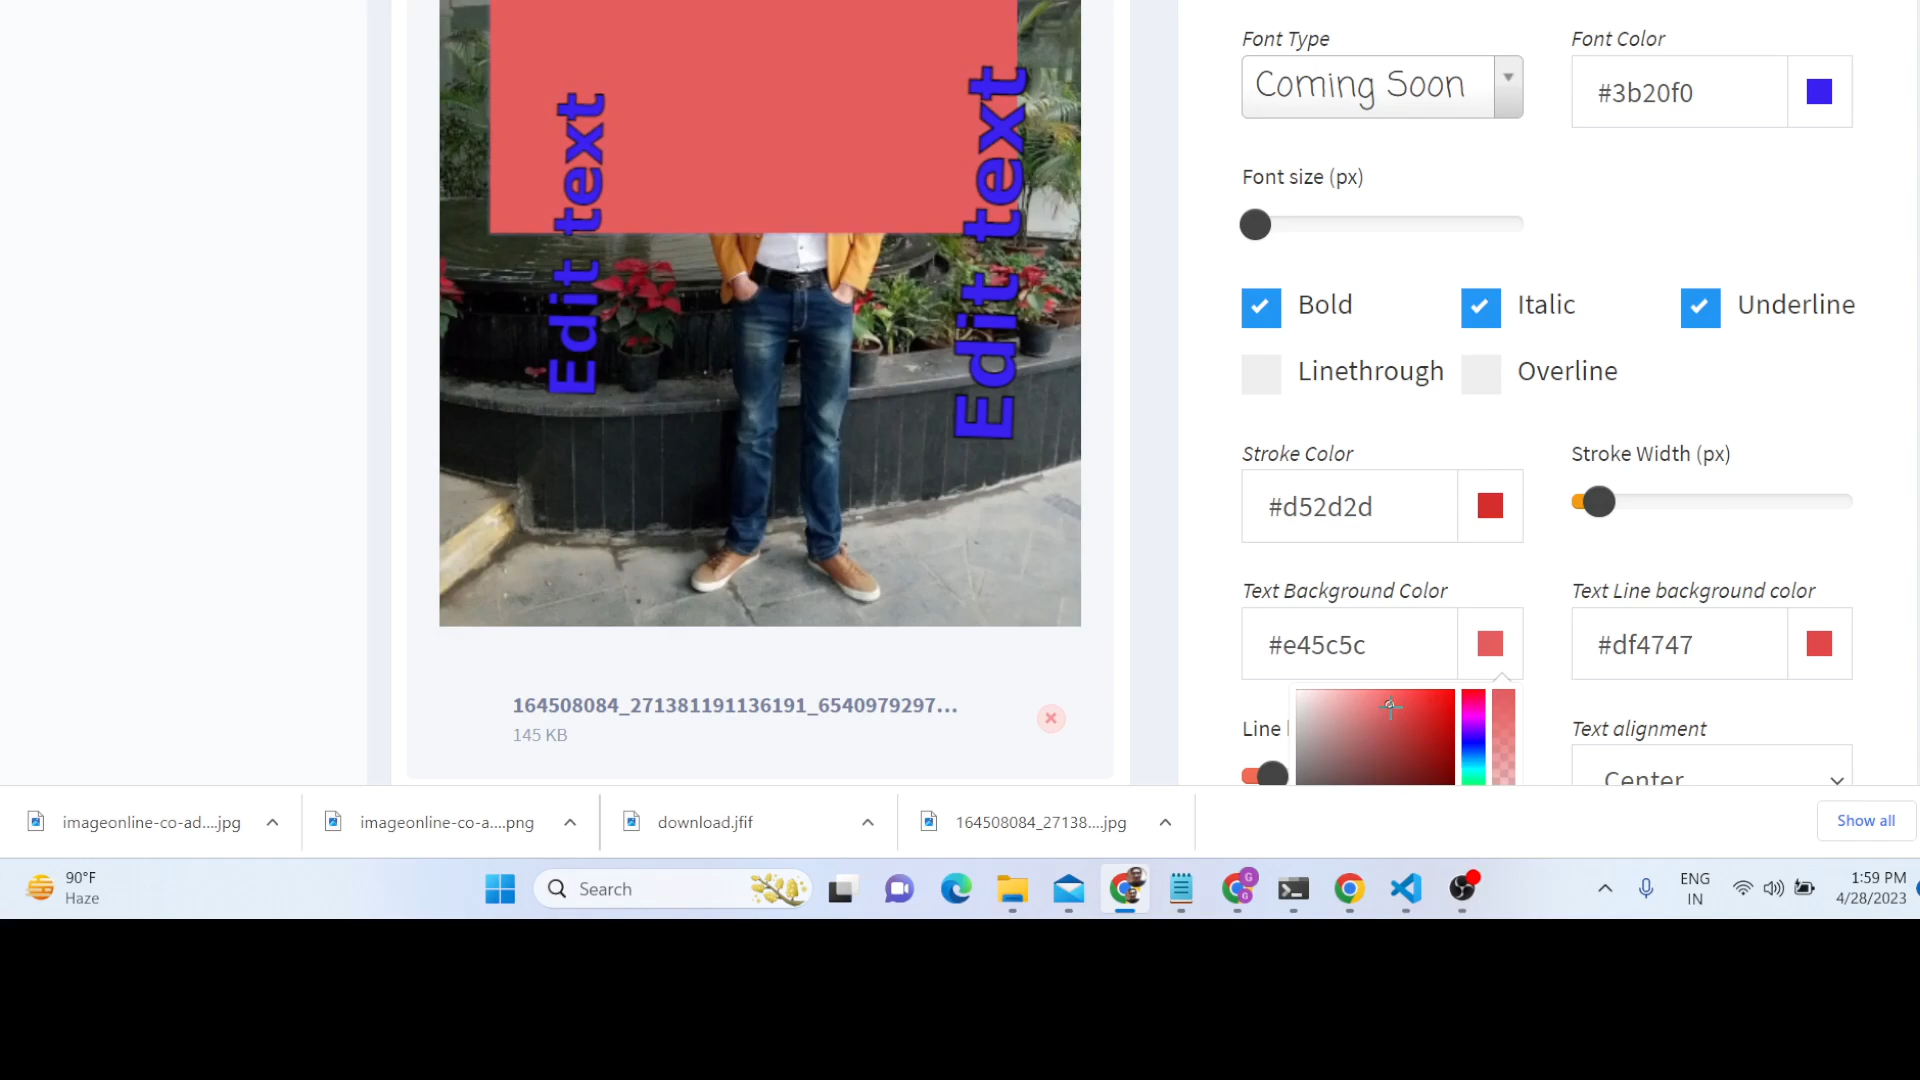 Font Type
Font Color
Coming Soon
#3b20f0
Font size (px)
Edit text
Edit text
Bold
Italic
Underline
Linethrough
Overline
Stroke Color
Stroke Width (px)
#d52d2d
Text Background Color
Text Line background color
#e45c5c
#df4747
164508084_271381191136191_6540979297...
145 KB
Line
Text alignment
Center
imageonline-co-ad....jpg
imageonline-co-a....png
download.jfif
164508084_27138....jpg
Show all
90°F
Haze
Search
G
G
ENG
IN
1:59 PM
4/28/2023